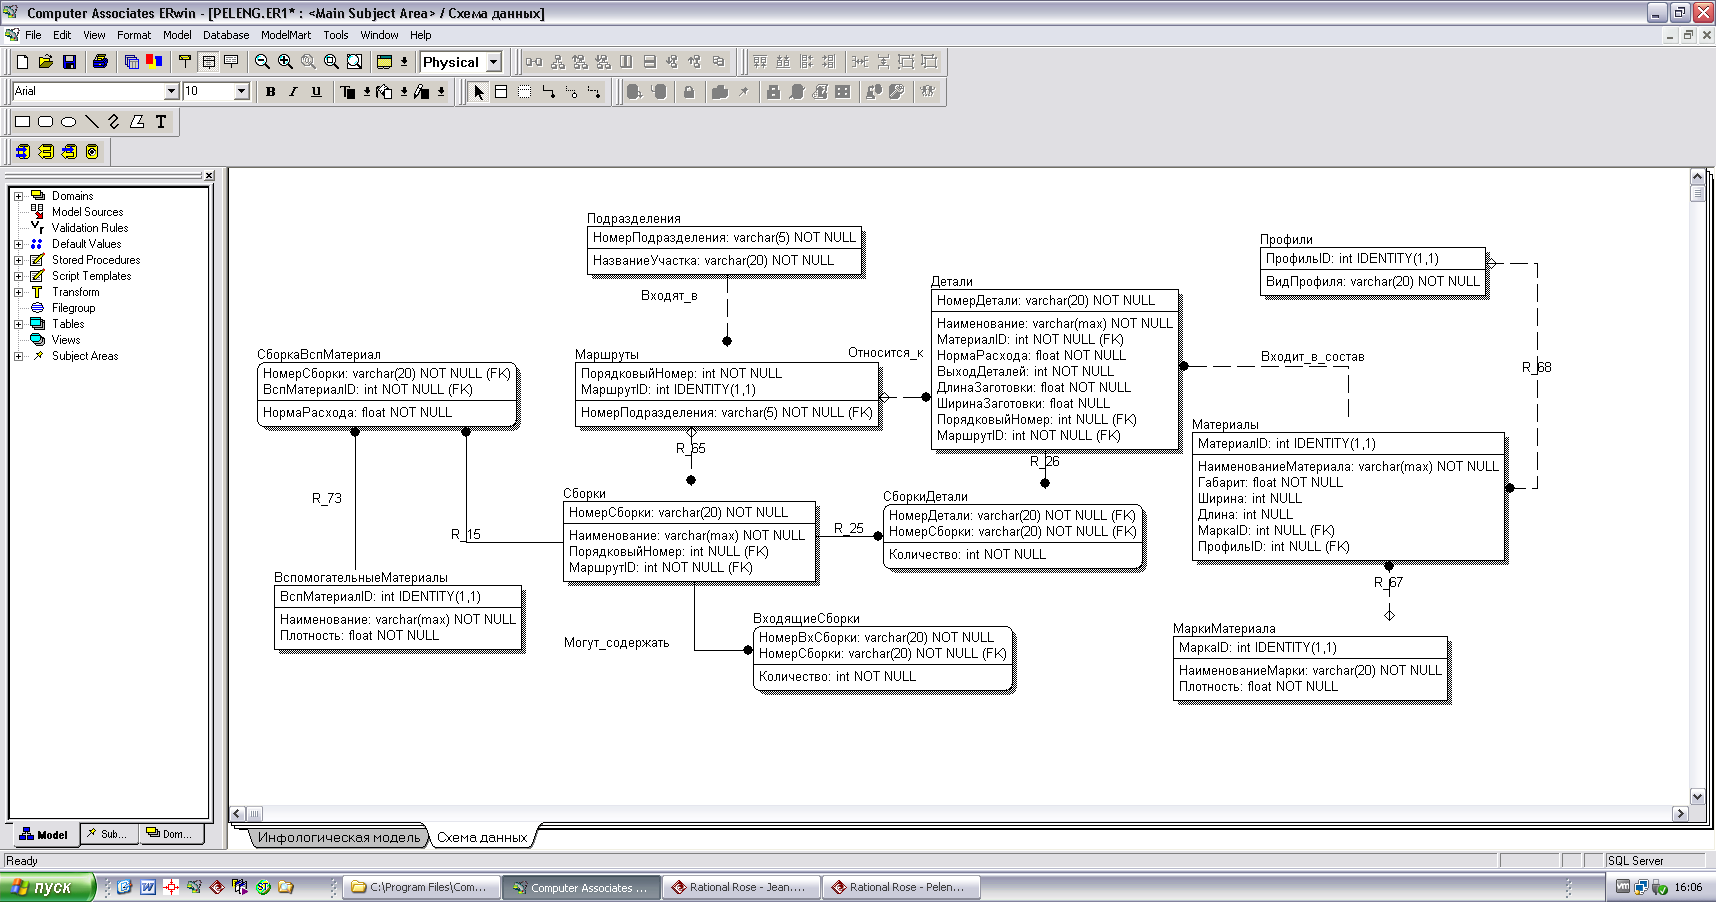 Computer Associates ERwin - [PELENG.ER1* : <Main Subject Area> / Схема данных]
File Edit View Format Model Database ModelMart Tools Window Help
Physical
Arial 10 B I U
T
Domains
Model Sources
Validation Rules
Default Values
Stored Procedures
Script Templates
Transform
Filegroup
Tables
Views
Subject Areas
Model Sub... Dom...
Подразделения
НомерПодразделения: varchar(5) NOT NULL
НазваниеУчастка: varchar(20) NOT NULL
Входят_в
Профили
ПрофильID: int IDENTITY(1,1)
ВидПрофиля: varchar(20) NOT NULL
R_68
Детали
НомерДетали: varchar(20) NOT NULL
Наименование: varchar(max) NOT NULL
МатериалID: int NOT NULL (FK)
НормаРасхода: float NOT NULL
ВыходДеталей: int NOT NULL
ДлинаЗаготовки: float NOT NULL
ШиринаЗаготовки: float NULL
ПорядковыйНомер: int NULL (FK)
МаршрутID: int NOT NULL (FK)
Относится_к
Входит_в_состав
СборкаВспМатериал
НомерСборки: varchar(20) NOT NULL (FK)
ВспМатериалID: int NOT NULL (FK)
НормаРасхода: float NOT NULL
Маршруты
ПорядковыйНомер: int NOT NULL
МаршрутID: int IDENTITY(1,1)
НомерПодразделения: varchar(5) NOT NULL (FK)
R_65
R_26
R_73
R_15
Материалы
МатериалID: int IDENTITY(1,1)
НаименованиеМатериала: varchar(max) NOT NULL
Габарит: float NOT NULL
Ширина: int NULL
Длина: int NULL
МаркаID: int NULL (FK)
ПрофильID: int NULL (FK)
R_67
Сборки
НомерСборки: varchar(20) NOT NULL
Наименование: varchar(max) NOT NULL
ПорядковыйНомер: int NULL (FK)
МаршрутID: int NOT NULL (FK)
R_25
СборкиДетали
НомерДетали: varchar(20) NOT NULL (FK)
НомерСборки: varchar(20) NOT NULL (FK)
Количество: int NOT NULL
ВспомогательныеМатериалы
ВспМатериалID: int IDENTITY(1,1)
Наименование: varchar(max) NOT NULL
Плотность: float NOT NULL
Могут_содержать
ВходящиеСборки
НомерВхСборки: varchar(20) NOT NULL
НомерСборки: varchar(20) NOT NULL (FK)
Количество: int NOT NULL
МаркиМатериала
МаркаID: int IDENTITY(1,1)
НаименованиеМарки: varchar(20) NOT NULL
Плотность: float NOT NULL
Инфологическая модель Схема данных
Ready SQL Server
пуск C:\Program Files\Com... Computer Associates ... Rational Rose - Jean.... Rational Rose - Pelen... 16:06